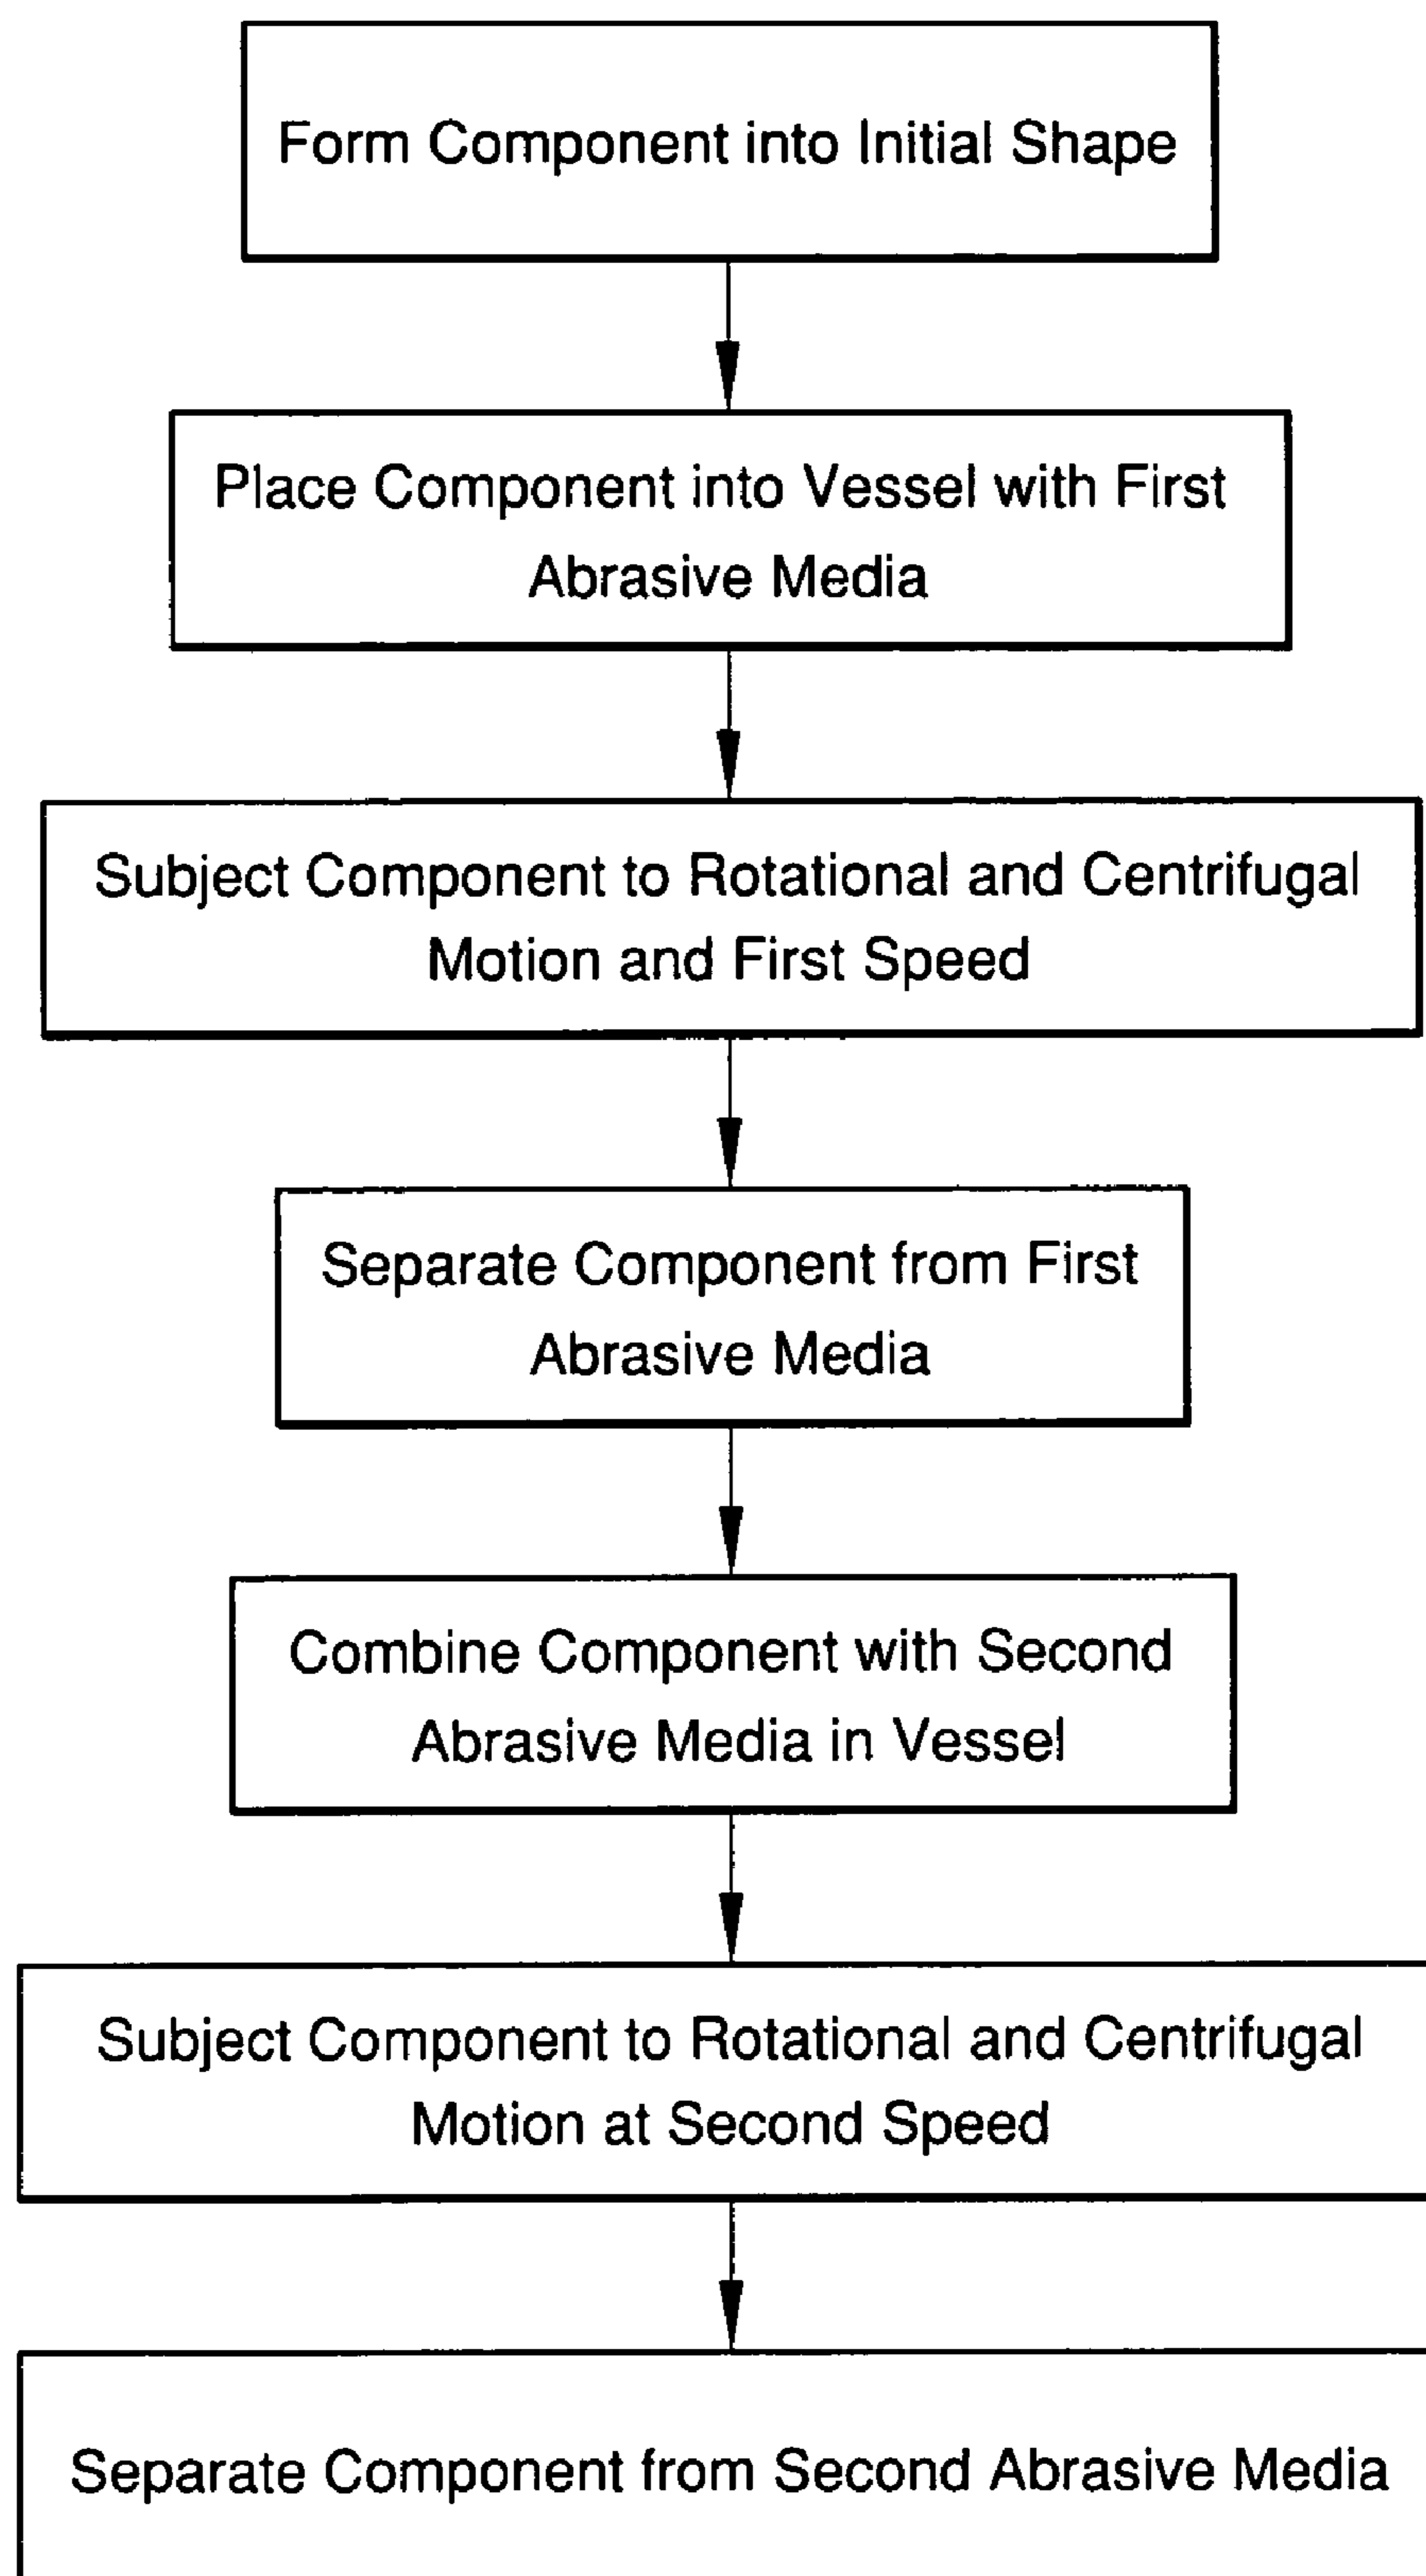 Form Component into Initial Shape
Place Component into Vessel with First
Abrasive Media
Subject Component to Rotational and Centrifugal
Motion and First Speed
Separate Component from First
Abrasive Media
Combine Component with Second
Abrasive Media in Vessel
Subject Component to Rotational and Centrifugal
Motion at Second Speed
Separate Component from Second Abrasive Media